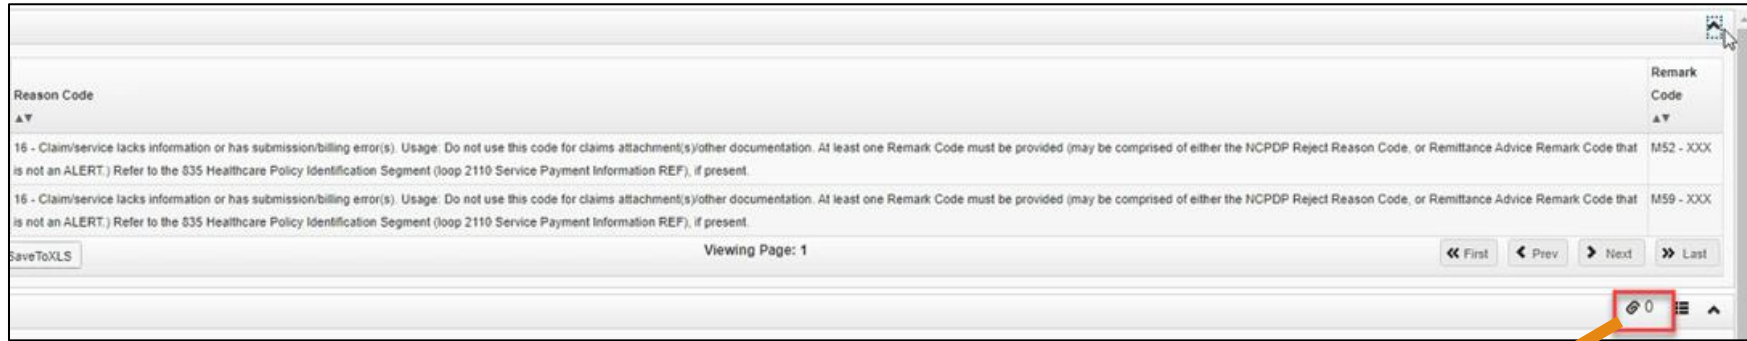 Reason Code
Remark
Code
16 - Claim/service lacks information or has submission/billing error(s). Usage: Do not use this code for claims attachment(s)/other documentation. At least one Remark Code must be provided (may be comprised of either the NCPDP Reject Reason Code, or Remittance Advice Remark Code that
is not an ALERT.) Refer to the 835 Healthcare Policy Identification Segment (loop 2110 Service Payment Information REF), if present.
M52 - XXX
16 - Claim/service lacks information or has submission/billing error(s). Usage: Do not use this code for claims attachment(s)/other documentation. At least one Remark Code must be provided (may be comprised of either the NCPDP Reject Reason Code, or Remittance Advice Remark Code that
is not an ALERT.) Refer to the 835 Healthcare Policy Identification Segment (loop 2110 Service Payment Information REF), if present.
M59 - XXX
SaveToXLS
Viewing Page: 1
First
Prev
Next
Last
0